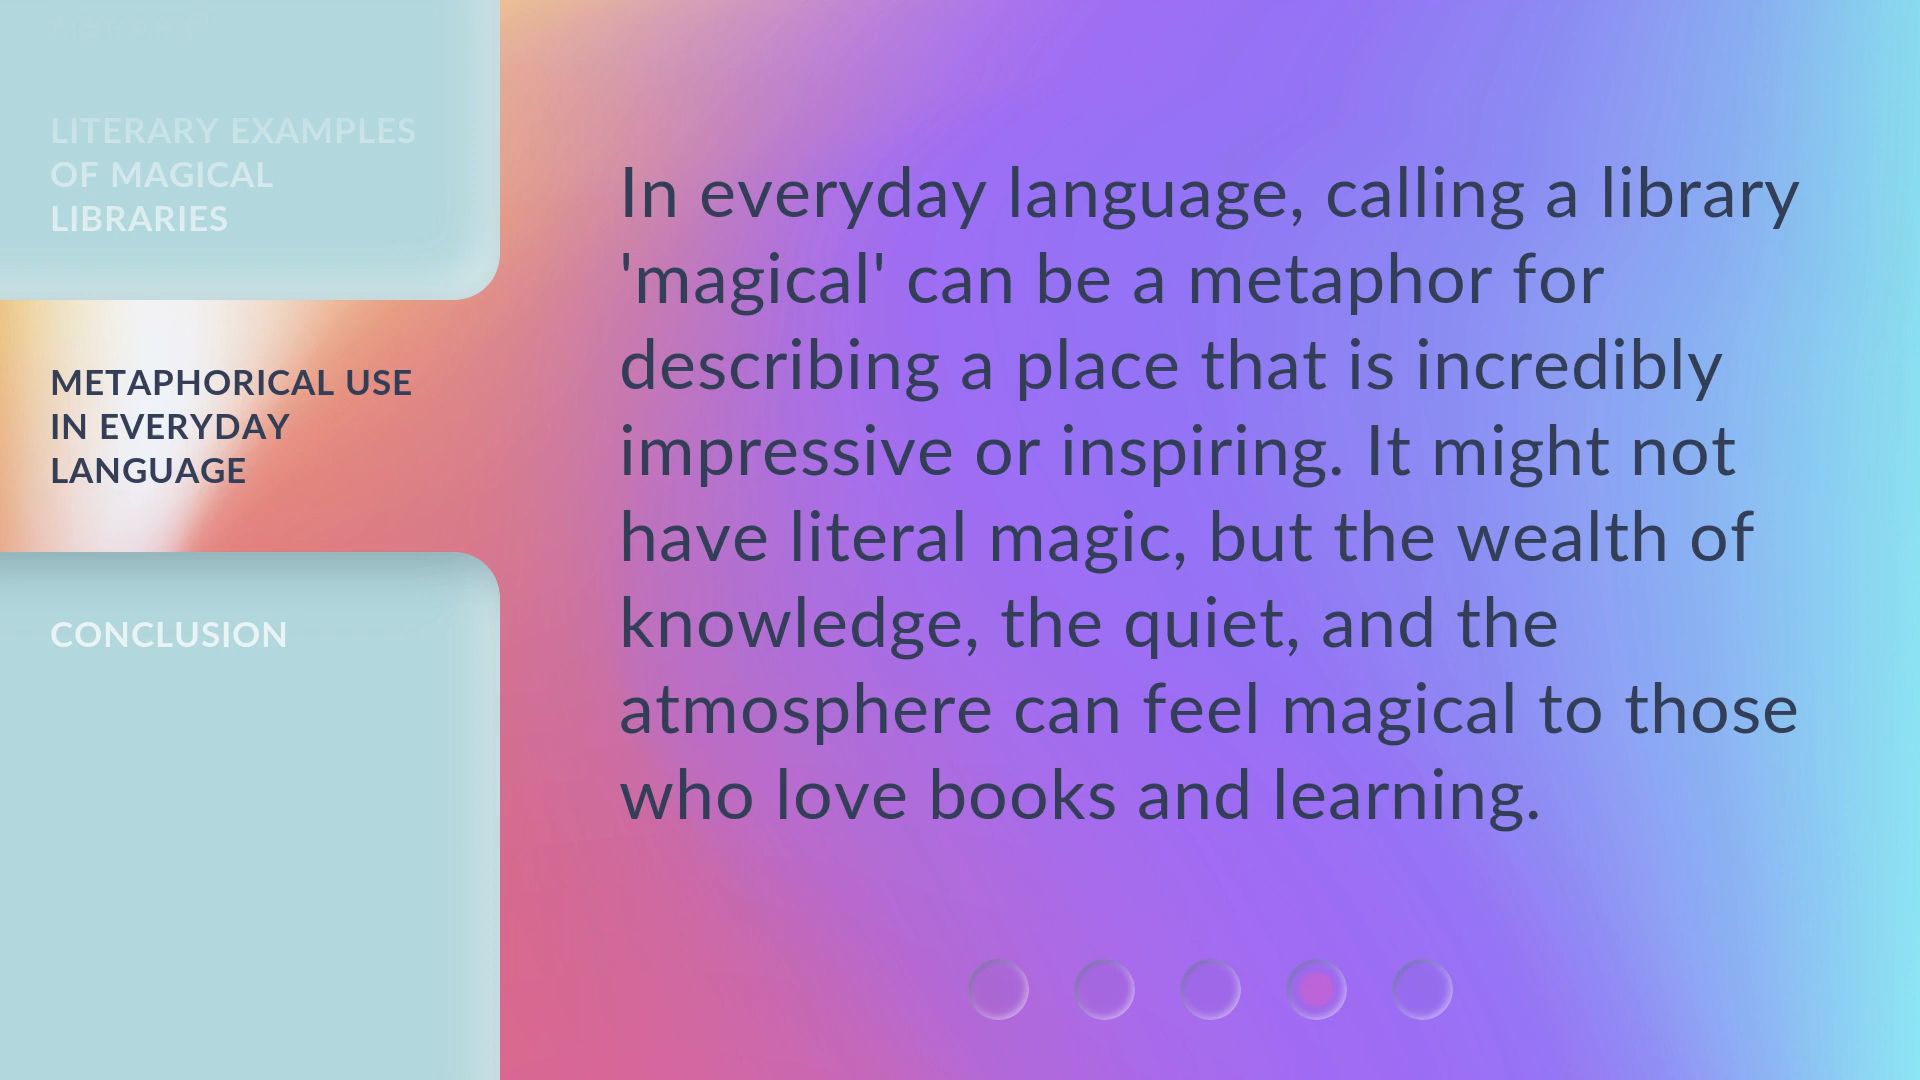 LITERARY EXAMPLES
OF MAGICAL
LIBRARIES
METAPHORICAL USE
IN EVERYDAY
LANGUAGE
CONCLUSION
In everyday language, calling a library
'magical' can be a metaphor for
describing a place that is incredibly
impressive or inspiring. It might not
have literal magic, but the wealth of
knowledge, the quiet, and the
atmosphere can feel magical to those
who love books and learning.